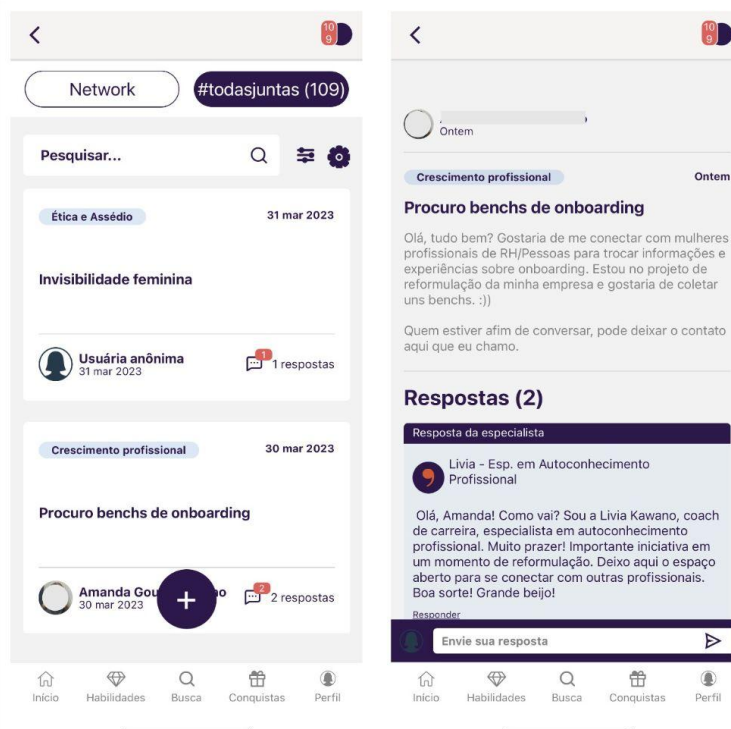 10
9
Network
#todasjuntas (109)
Pesquisar...
Ética e Assédio
31 mar 2023
Invisibilidade feminina
Usuária anônima
31 mar 2023
1
1 respostas
Crescimento profissional
30 mar 2023
Procuro benchs de onboarding
Amanda Gou
30 mar 2023
+
2
2 respostas
Início
Habilidades
Busca
Conquistas
Perfil
10
9
Ontem
Crescimento profissional
Ontem
Procuro benchs de onboarding
Olá, tudo bem? Gostaria de me conectar com mulheres
profissionais de RH/Pessoas para trocar informações e
experiências sobre onboarding. Estou no projeto de
reformulação da minha empresa e gostaria de coletar
uns benchs. :))
Quem estiver afim de conversar, pode deixar o contato
aqui que eu chamo.
Respostas (2)
Resposta da especialista
Livia - Esp. em Autoconhecimento
Profissional
Olá, Amanda! Como vai? Sou a Livia Kawano, coach
de carreira, especialista em autoconhecimento
profissional. Muito prazer! Importante iniciativa em
um momento de reformulação. Deixo aqui o espaço
aberto para se conectar com outras profissionais.
Boa sorte! Grande beijo!
Responder
Envie sua resposta
Início
Habilidades
Busca
Conquistas
Perfil